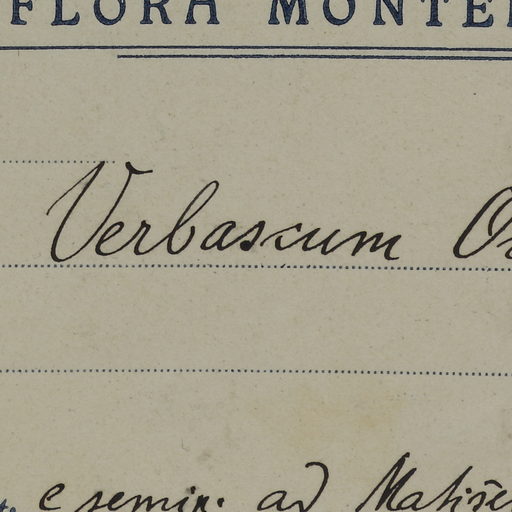 FLORA MONTE
Verbascum
e semin. ad